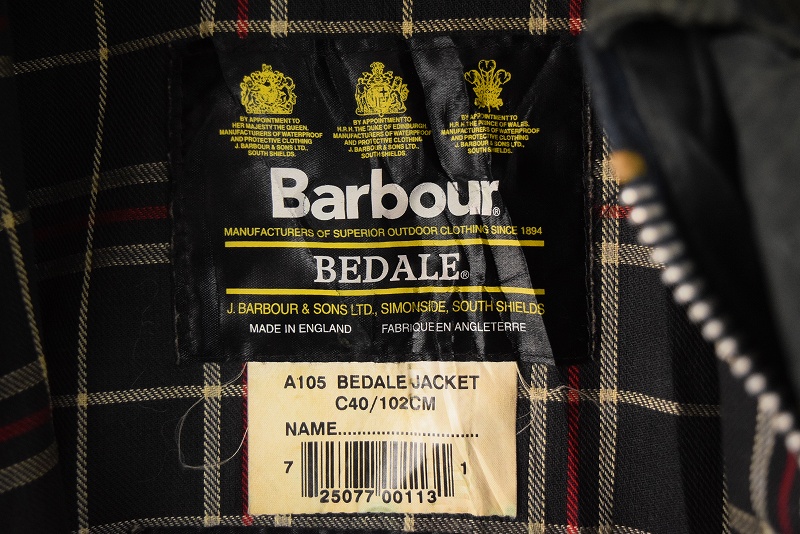 BY APPOINTMENT TO
HER MAJESTY THE QUEEN.
MANUFACTURERS OF WATERPROOF
AND PROTECTIVE CLOTHING
J. BARBOUR & SONS LTD.,
SOUTH SHIELDS.
BY APPOINTMENT TO
H.R.H. THE DUKE OF EDINBURGH
MANUFACTURERS OF WATERPROOF
AND PROTECTIVE CLOTHING
J. BARBOUR & SONS LTD.,
SOUTH SHIELDS.
BY APPOINTMENT TO
H.R.H. THE PRINCE OF WALES.
MANUFACTURERS OF WATERPROOF
AND PROTECTIVE CLOTHING
J. BARBOUR & SONS LTD.,
SOUTH SHIELDS.
Barbour®
MANUFACTURERS OF SUPERIOR OUTDOOR CLOTHING SINCE 1894
BEDALE®
J. BARBOUR & SONS LTD., SIMONSIDE, SOUTH SHIELDS
MADE IN ENGLAND FABRIQUE EN ANGLETERRE
A105 BEDALE JACKET
C40/102CM
NAME..............................
7 25077 00113 1